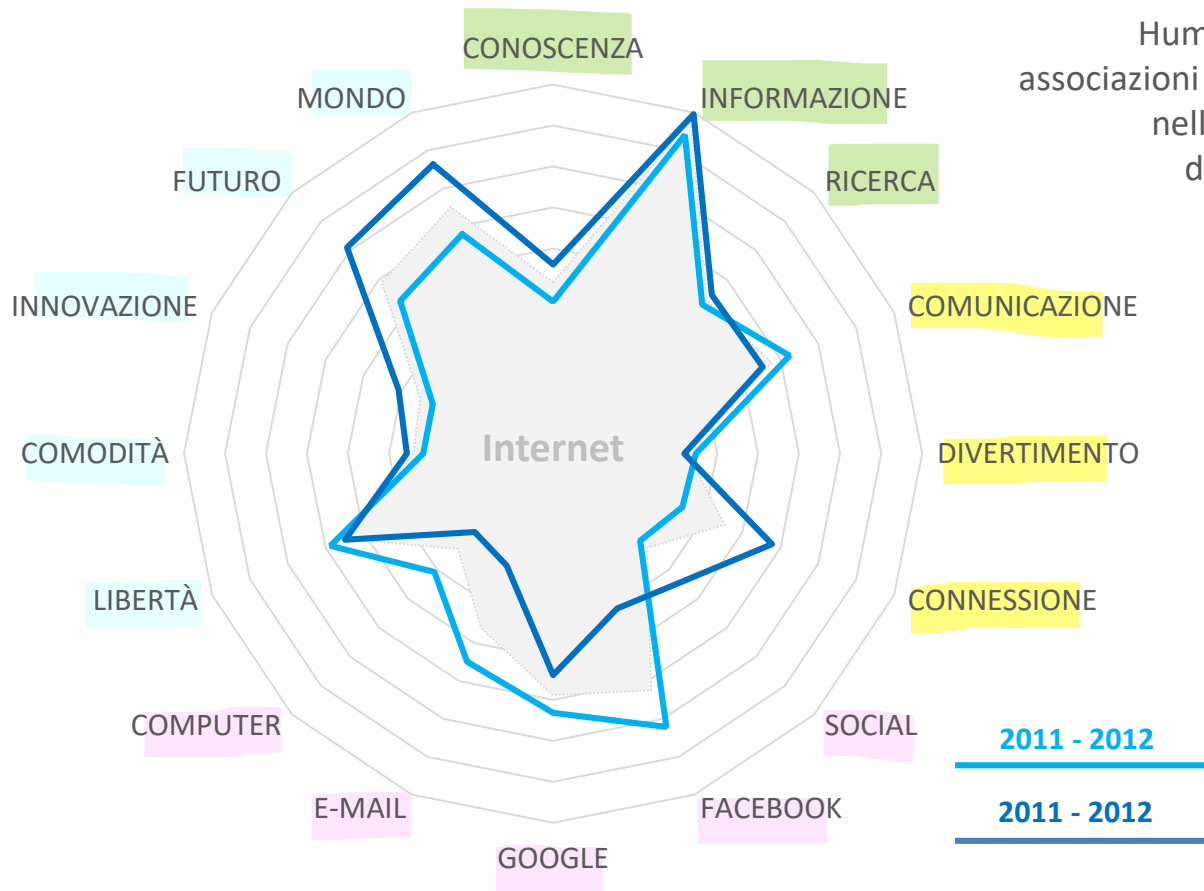 CONOSCENZA
INFORMAZIONE
RICERCA
COMUNICAZIONE
DIVERTIMENTO
CONNESSIONE
SOCIAL
FACEBOOK
GOOGLE
E-MAIL
COMPUTER
LIBERTÀ
COMODITÀ
INNOVAZIONE
FUTURO
MONDO
Internet
associazioni
2011 - 2012
2011 - 2012